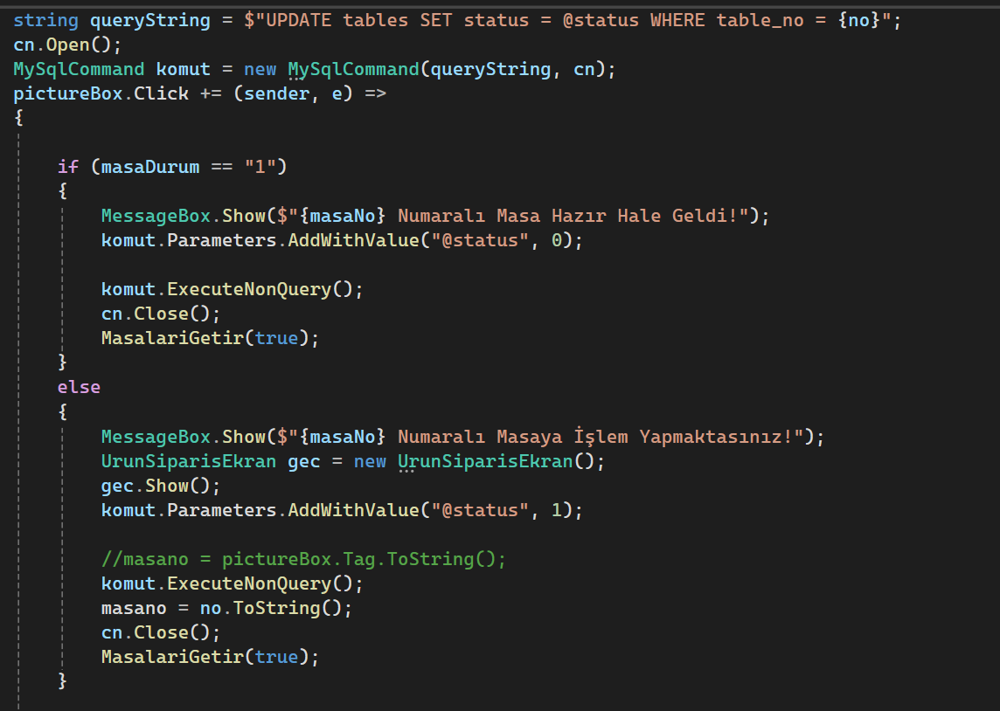 string queryString = $"UPDATE tables SET status = @status WHERE table_no = {no}";
cn.Open();
MySqlCommand komut = new MySqlCommand(queryString, cn);
pictureBox.Click += (sender, e) =>
{
if (masaDurum == "1")
{
MessageBox.Show($"{masaNo} Numaralı Masa Hazır Hale Geldi!");
komut.Parameters.AddWithValue("@status", 0);
komut.ExecuteNonQuery();
cn.Close();
MasalariGetir(true);
}
else
{
MessageBox.Show($"{masaNo} Numaralı Masaya İşlem Yapmaktasınız!");
UrunSiparisEkran gec = new UrunSiparisEkran();
gec.Show();
komut.Parameters.AddWithValue("@status", 1);
//masano = pictureBox.Tag.ToString();
komut.ExecuteNonQuery();
masano = no.ToString();
cn.Close();
MasalariGetir(true);
}